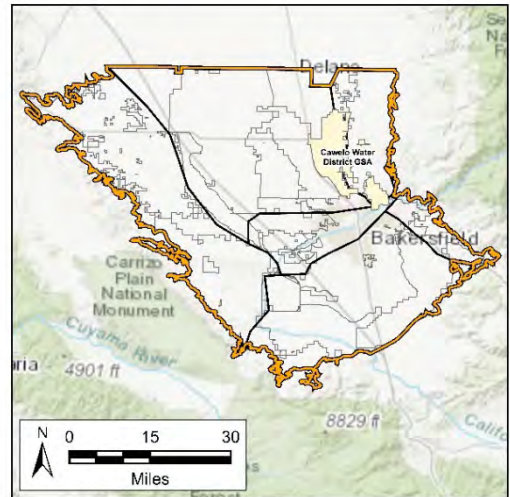 Delano
Cawelo Water
District GSA
Bakersfield
Carrizo
Plain
National
Monument
Cuyama River
4901 ft
8829 ft
N
0 15 30
Miles